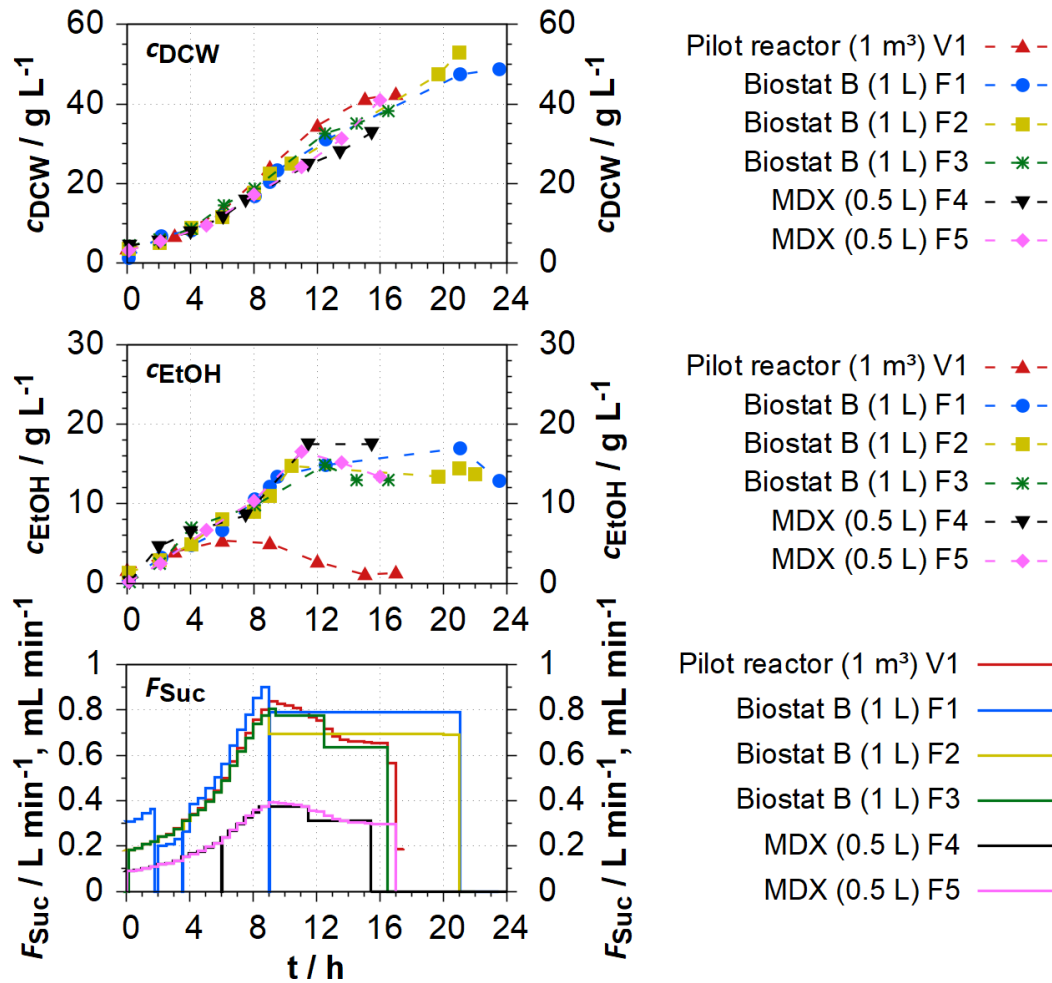 60
40
20
0
cDCW / g L-1
cDCW
60
40
20
0
cDCW / g L-1
0 4 8 12 16 20 24
Pilot reactor (1 m³) V1
Biostat B (1 L) F1
Biostat B (1 L) F2
Biostat B (1 L) F3
MDX (0.5 L) F4
MDX (0.5 L) F5
30
20
10
0
cEtOH / g L-1
cEtOH
30
20
10
0
cEtOH / g L-1
0 4 8 12 16 20 24
Pilot reactor (1 m³) V1
Biostat B (1 L) F1
Biostat B (1 L) F2
Biostat B (1 L) F3
MDX (0.5 L) F4
MDX (0.5 L) F5
1
0.8
0.6
0.4
0.2
0
FSuc / L min-1, mL min-1
FSuc
1
0.8
0.6
0.4
0.2
0
FSuc / L min-1, mL min-1
0 4 8 12 16 20 24
t / h
Pilot reactor (1 m³) V1
Biostat B (1 L) F1
Biostat B (1 L) F2
Biostat B (1 L) F3
MDX (0.5 L) F4
MDX (0.5 L) F5